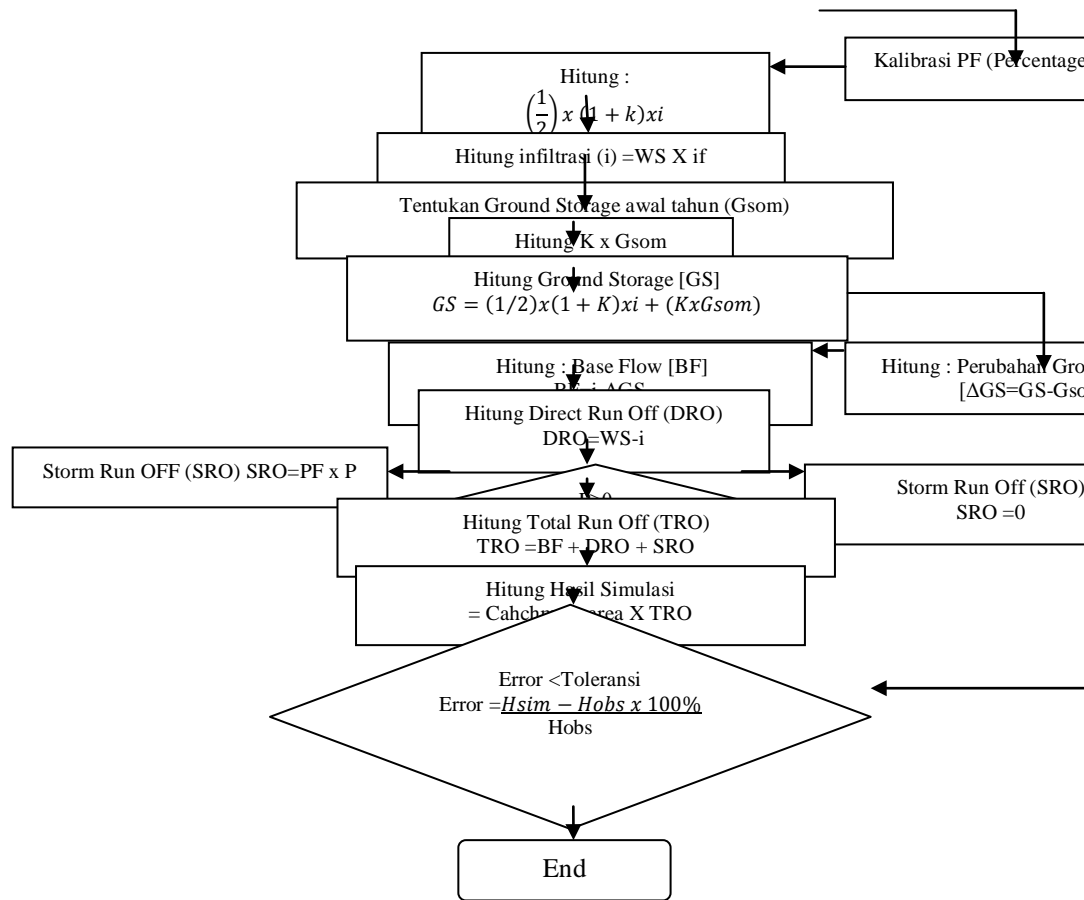 Kalibrasi PF (Percentage
Hitung :
(1/2) x (1 + k)xi
Hitung infiltrasi (i) =WS X if
Tentukan Ground Storage awal tahun (Gsom)
Hitung K x Gsom
Hitung Ground Storage [GS]
GS = (1/2)x(1 + K)xi + (KxGsom)
Hitung : Base Flow [BF]
Hitung : Perubahan Gro
[ΔGS=GS-Gso
Hitung Direct Run Off (DRO)
DRO=WS-i
Storm Run OFF (SRO) SRO=PF x P
Storm Run Off (SRO)
SRO =0
Hitung Total Run Off (TRO)
TRO =BF + DRO + SRO
Hitung Hasil Simulasi
= area X TRO
Error <Toleransi
Error =Hsim − Hobs x 100%
Hobs
End